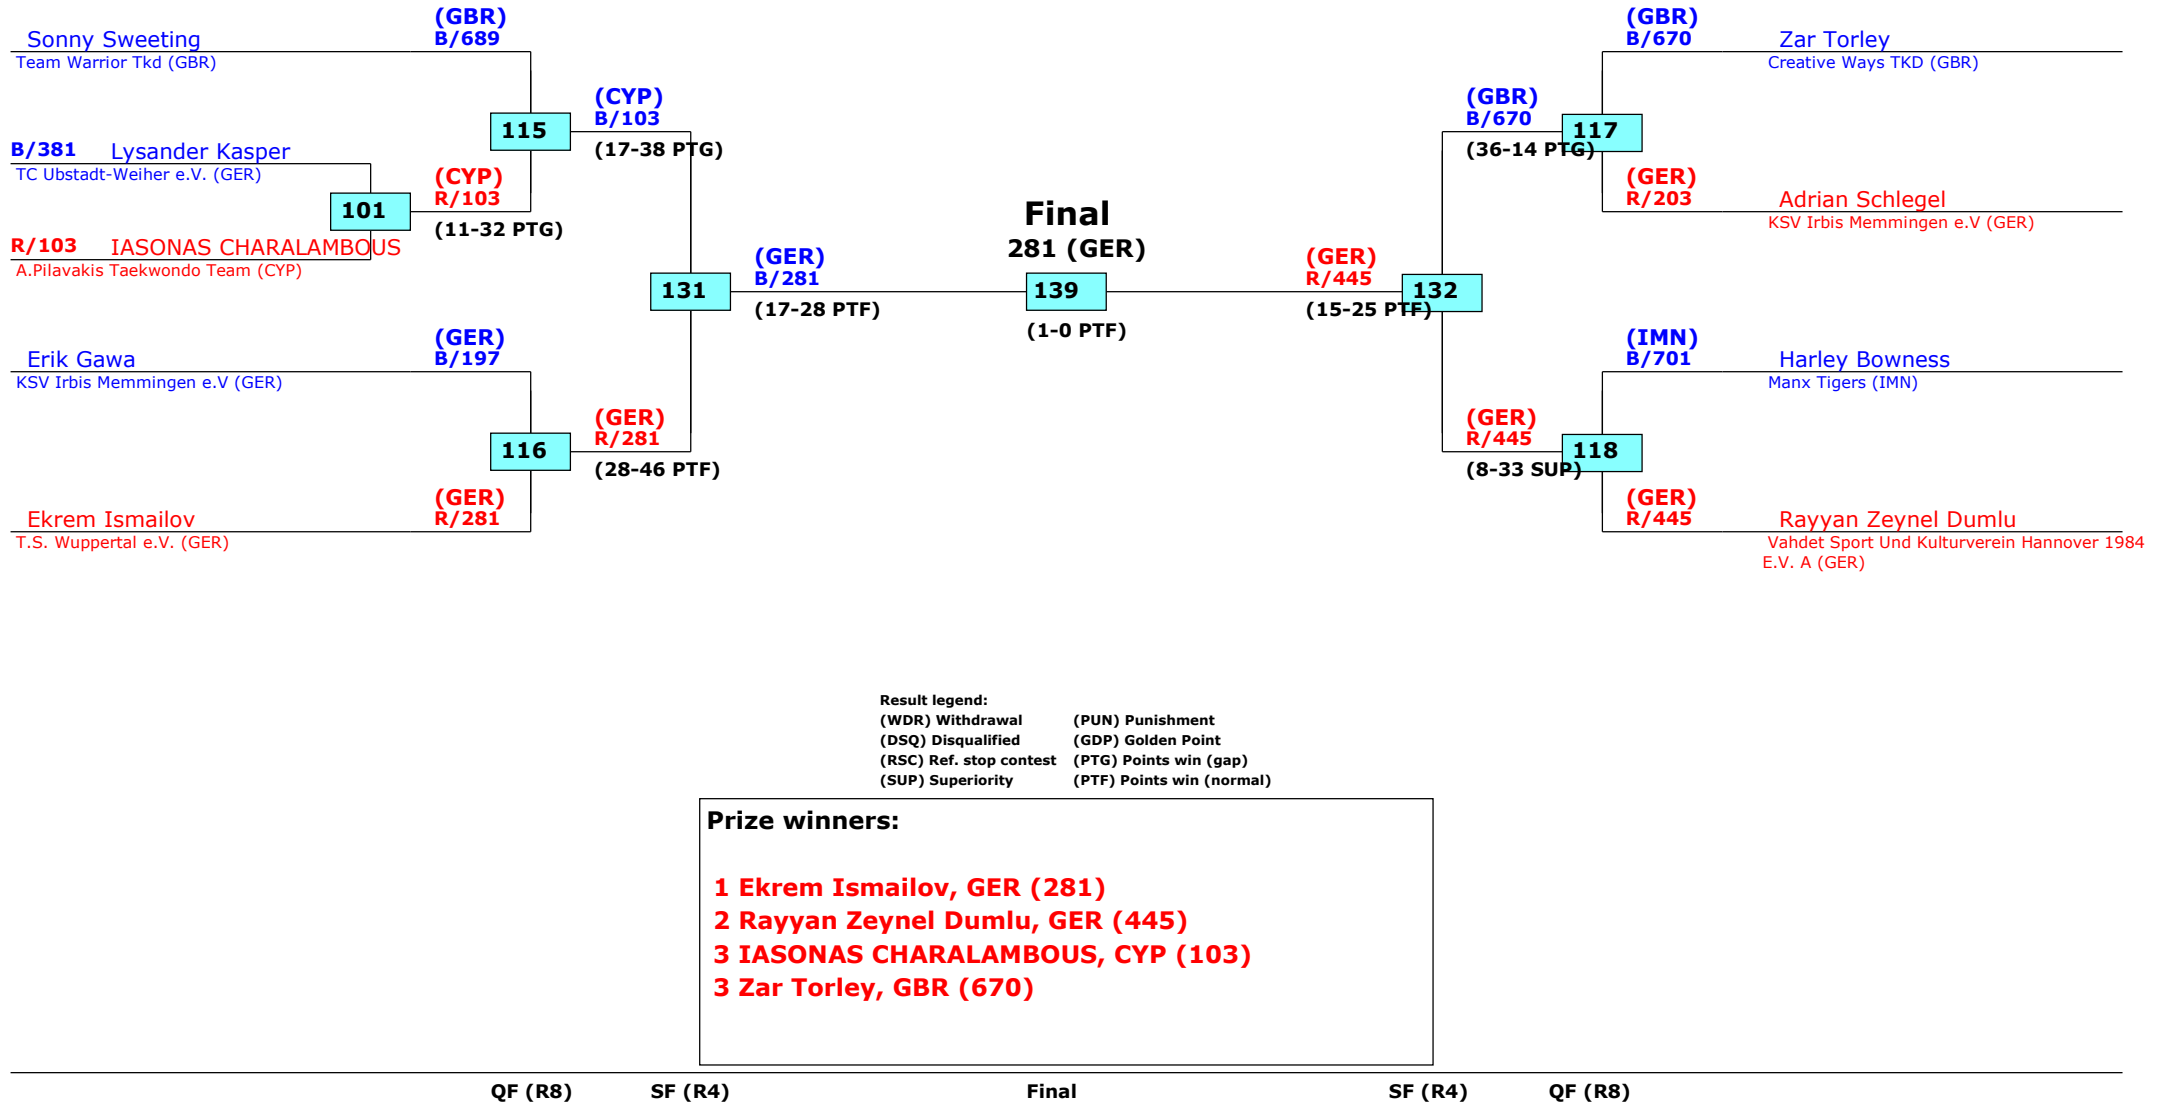 (GBR)
Sonny Sweeting B/689
Team Warrior Tkd (GBR)
(CYP)
B/103
115
(17-38 PTG)
B/381 Lysander Kasper
TC Ubstadt-Weiher e.V. (GER)
(CYP)
R/103
101
(11-32 PTG)
R/103 IASONAS CHARALAMBOUS
A.Pilavakis Taekwondo Team (CYP)
(GER)
B/281
131
(17-28 PTF)
(GER)
Erik Gawa B/197
KSV Irbis Memmingen e.V (GER)
(GER)
R/281
116
(28-46 PTF)
(GER)
Ekrem Ismailov R/281
T.S. Wuppertal e.V. (GER)
Final
281 (GER)
139
(1-0 PTF)
(GBR)
B/670 Zar Torley
Creative Ways TKD (GBR)
(GBR)
B/670
117
(36-14 PTG)
(GER)
R/203 Adrian Schlegel
KSV Irbis Memmingen e.V (GER)
(GER)
R/445
132
(15-25 PTF)
(IMN)
B/701 Harley Bowness
Manx Tigers (IMN)
(GER)
R/445
118
(8-33 SUP)
(GER)
R/445 Rayyan Zeynel Dumlu
Vahdet Sport Und Kulturverein Hannover 1984
E.V. A (GER)
Result legend:
(WDR) Withdrawal (PUN) Punishment
(DSQ) Disqualified (GDP) Golden Point
(RSC) Ref. stop contest (PTG) Points win (gap)
(SUP) Superiority (PTF) Points win (normal)
Prize winners:
1 Ekrem Ismailov, GER (281)
2 Rayyan Zeynel Dumlu, GER (445)
3 IASONAS CHARALAMBOUS, CYP (103)
3 Zar Torley, GBR (670)
QF (R8) SF (R4) Final SF (R4) QF (R8)